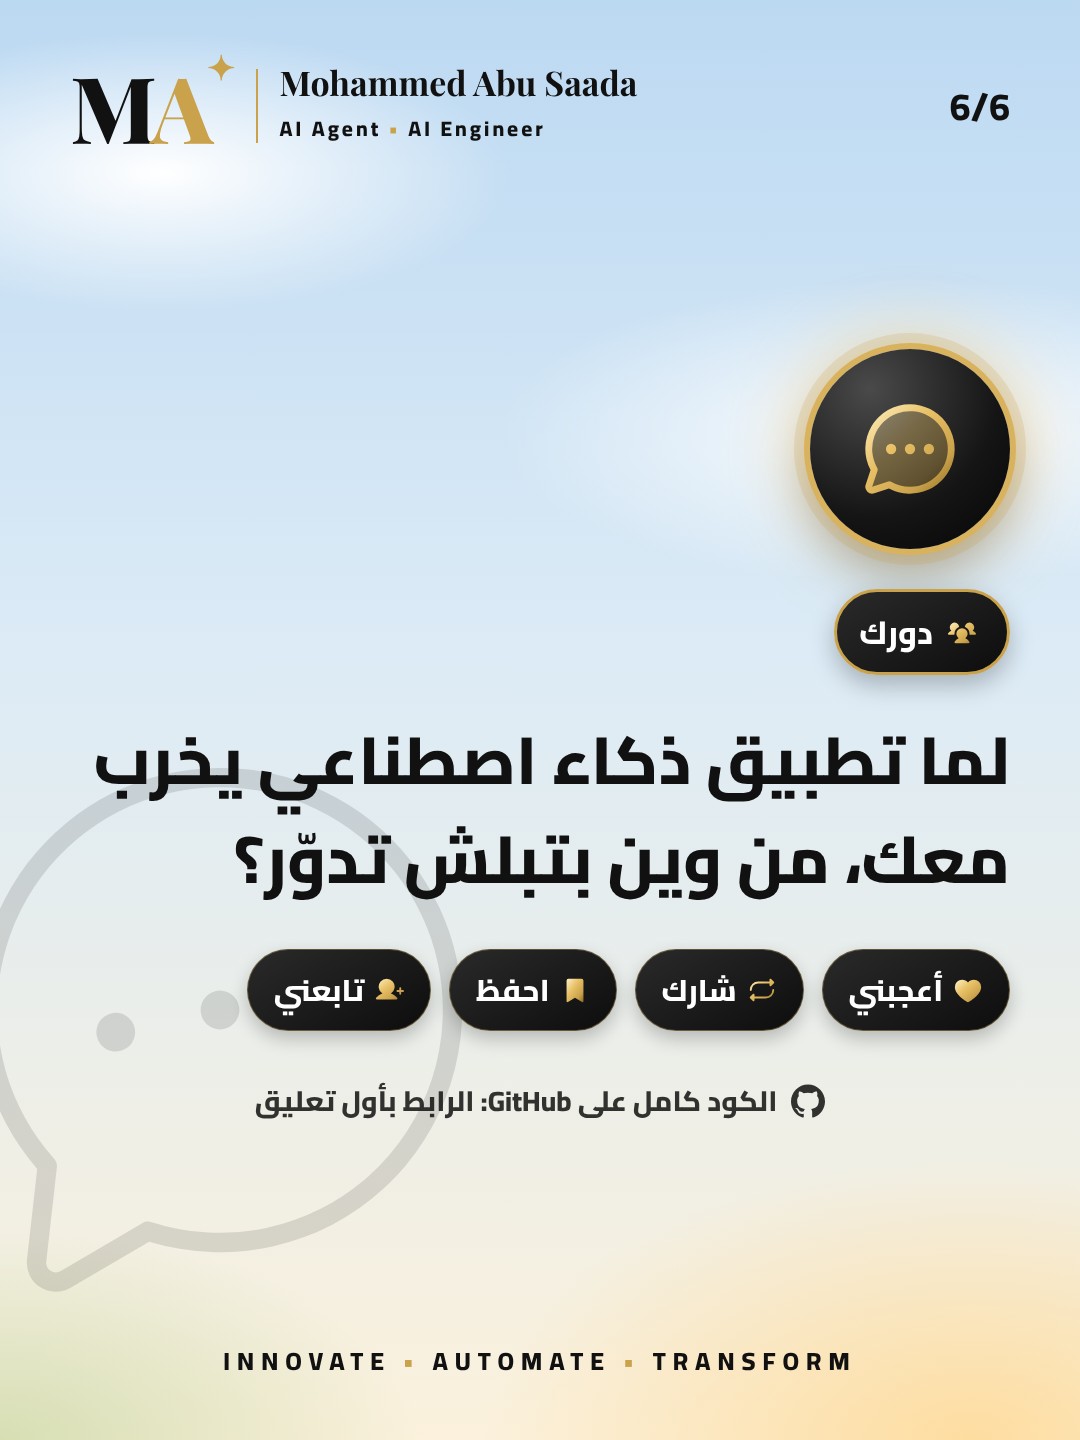 MA
Mohammed Abu Saada
AI Agent ▪ AI Engineer
6/6
دورك
لما تطبيق ذكاء اصطناعي يخرب
معك، من وين بتبلش تدوّر؟
أعجبني شارك احفظ تابعني
الكود كامل على GitHub: الرابط بأول تعليق
INNOVATE ▪ AUTOMATE ▪ TRANSFORM